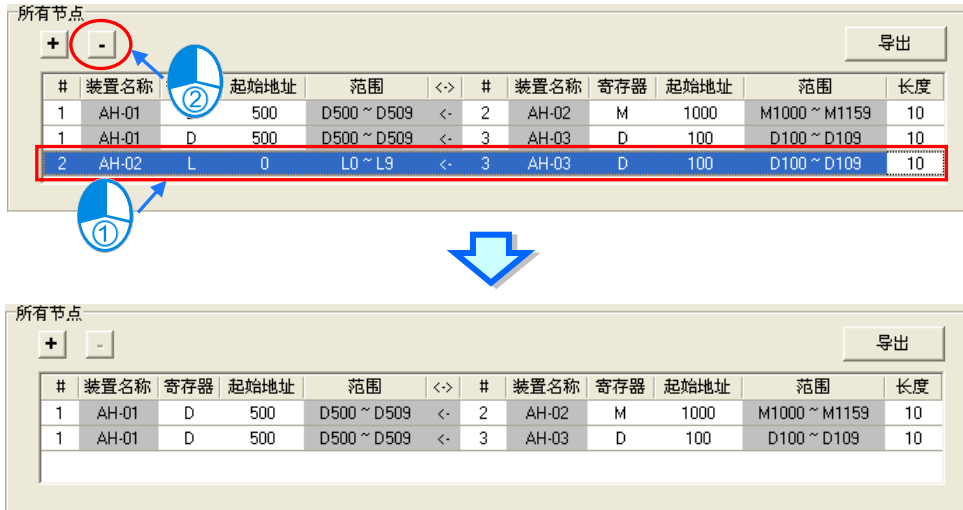 所有节点
+ - 导出
# 装置名称 起始地址 范围 <-> # 装置名称 寄存器 起始地址 范围 长度
1 AH-01 500 D500 ~ D509 <- 2 AH-02 M 1000 M1000 ~ M1159 10
1 AH-01 D 500 D500 ~ D509 <- 3 AH-03 D 100 D100 ~ D109 10
2 AH-02 L 0 L0 ~ L9 <- 3 AH-03 D 100 D100 ~ D109 10
②
①
所有节点
+ - 导出
# 装置名称 寄存器 起始地址 范围 <-> # 装置名称 寄存器 起始地址 范围 长度
1 AH-01 D 500 D500 ~ D509 <- 2 AH-02 M 1000 M1000 ~ M1159 10
1 AH-01 D 500 D500 ~ D509 <- 3 AH-03 D 100 D100 ~ D109 10